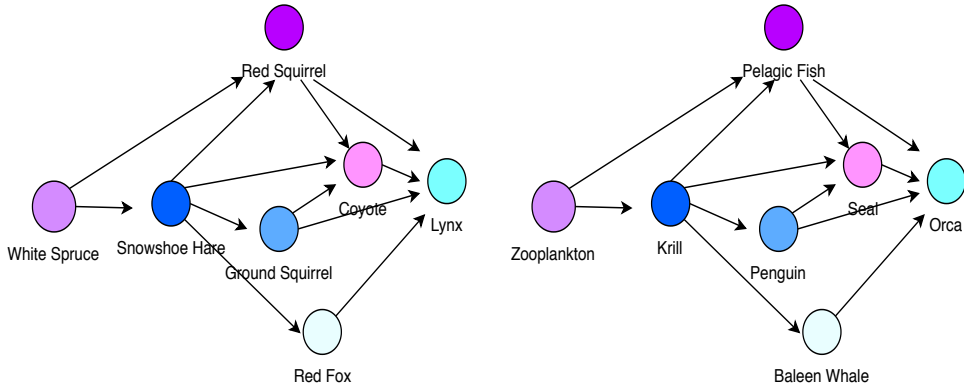 Red Squirrel
Coyote
Lynx
White Spruce
Snowshoe Hare
Ground Squirrel
Red Fox
Pelagic Fish
Seal
Orca
Zooplankton
Krill
Penguin
Baleen Whale